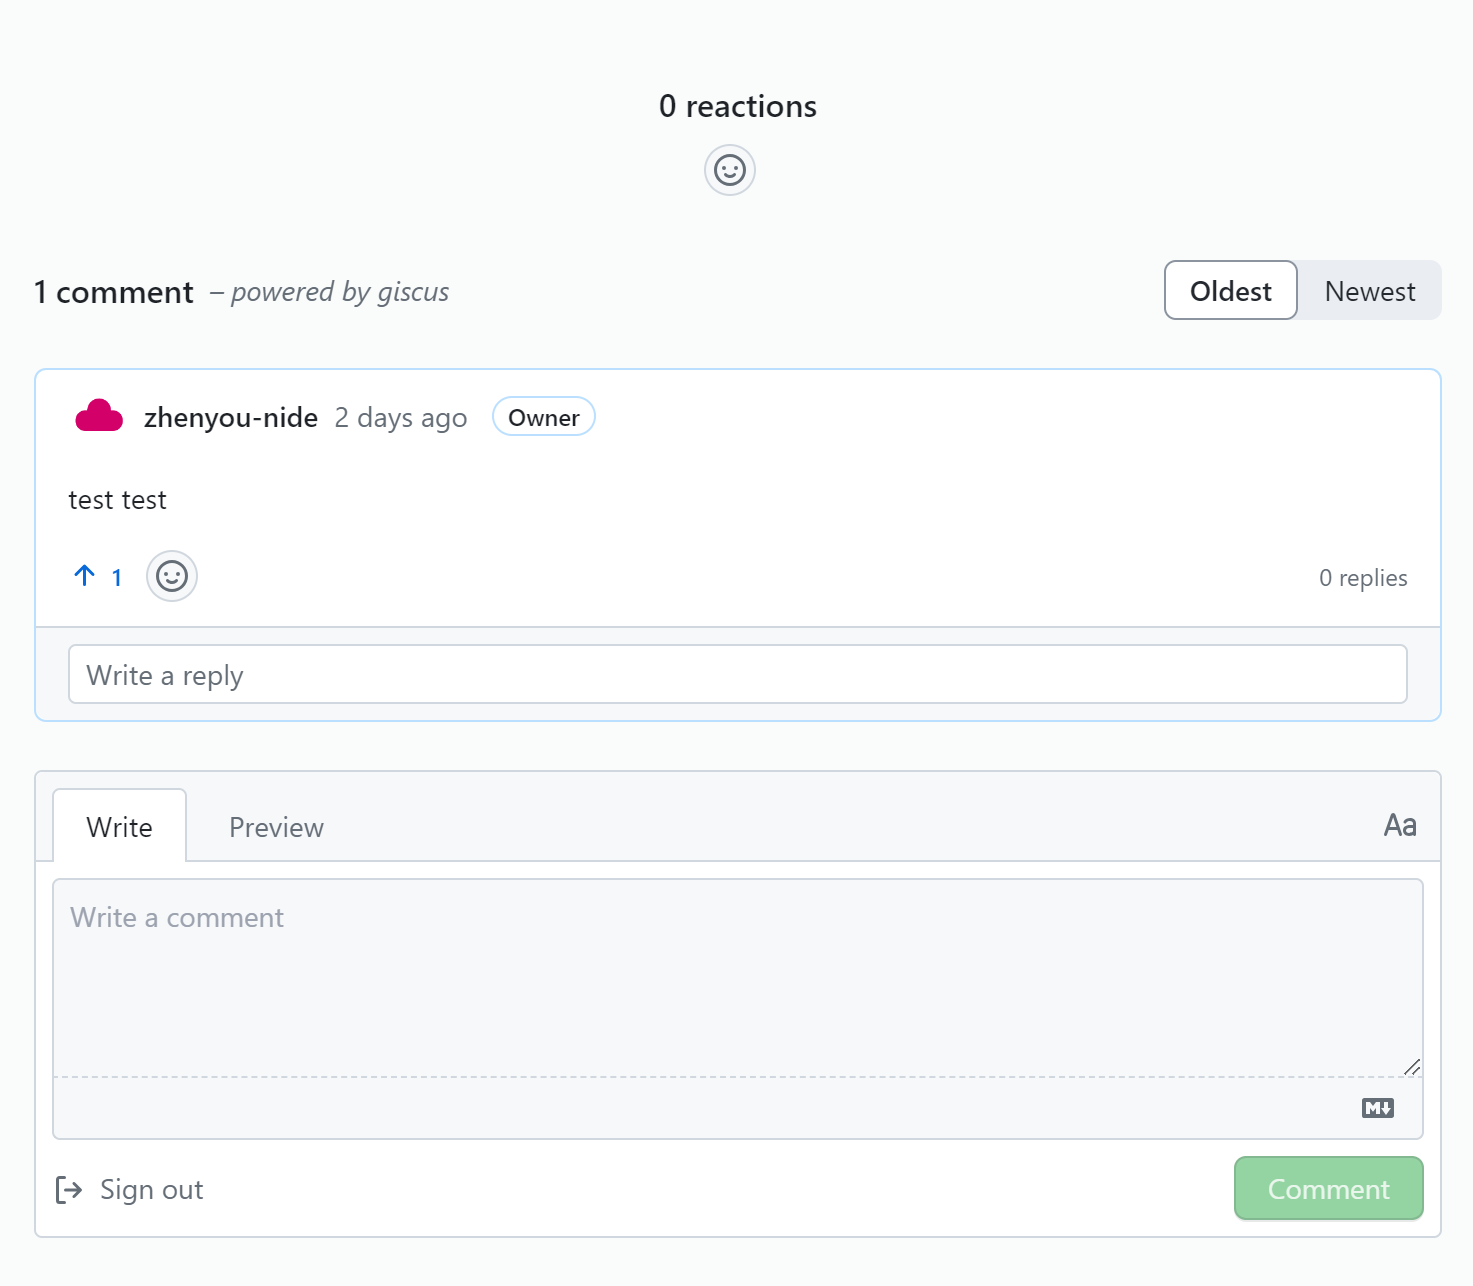 0 reactions
1 comment – powered by giscus
Oldest Newest
zhenyou-nide 2 days ago Owner
test test
1
0 replies
Write a reply
Write Preview Aa
Write a comment
M
Sign out Comment